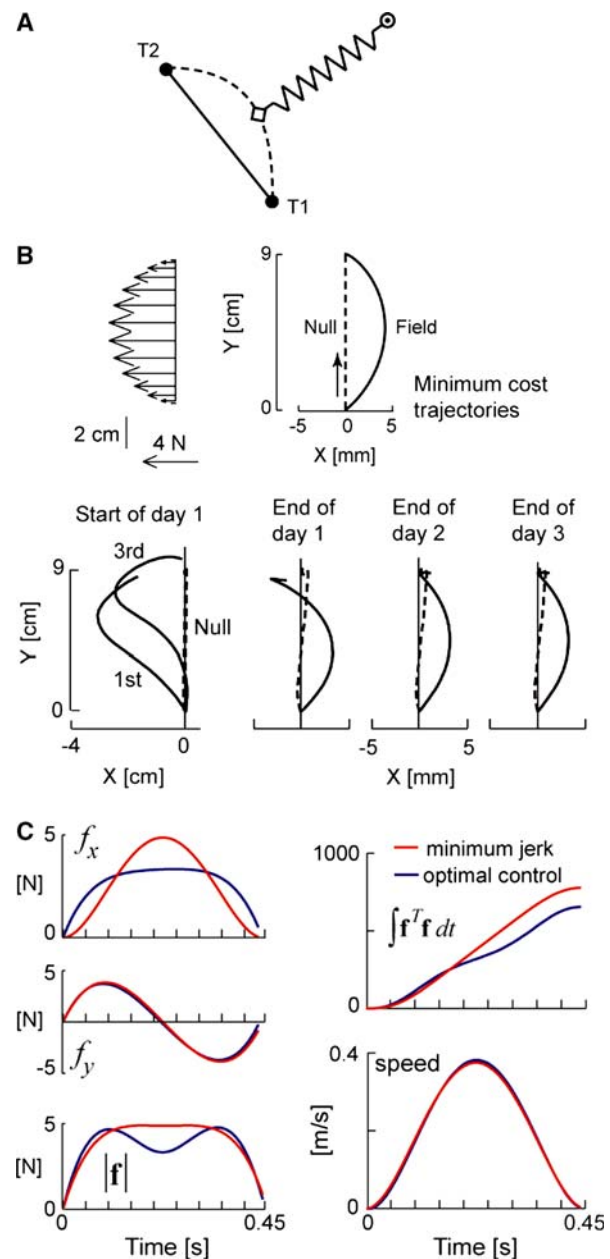 A
T2
T1
B
2 cm
4 N
Y [cm]
9
0
Null
Field
Minimum cost
trajectories
-5
0
5
X [mm]
Start of day 1
3rd
1st
Null
Y [cm]
9
0
-4
0
X [cm]
End of
day 1
End of
day 2
-5
5
X [mm]
End of
day 3
C
5
[N]
0
fx
5
[N]
-5
fy
5
[N]
0
|f|
0
0.45
Time [s]
1000
0
minimum jerk
optimal control
∫f^T f dt
0.4
[m/s]
0
speed
0
0.45
Time [s]